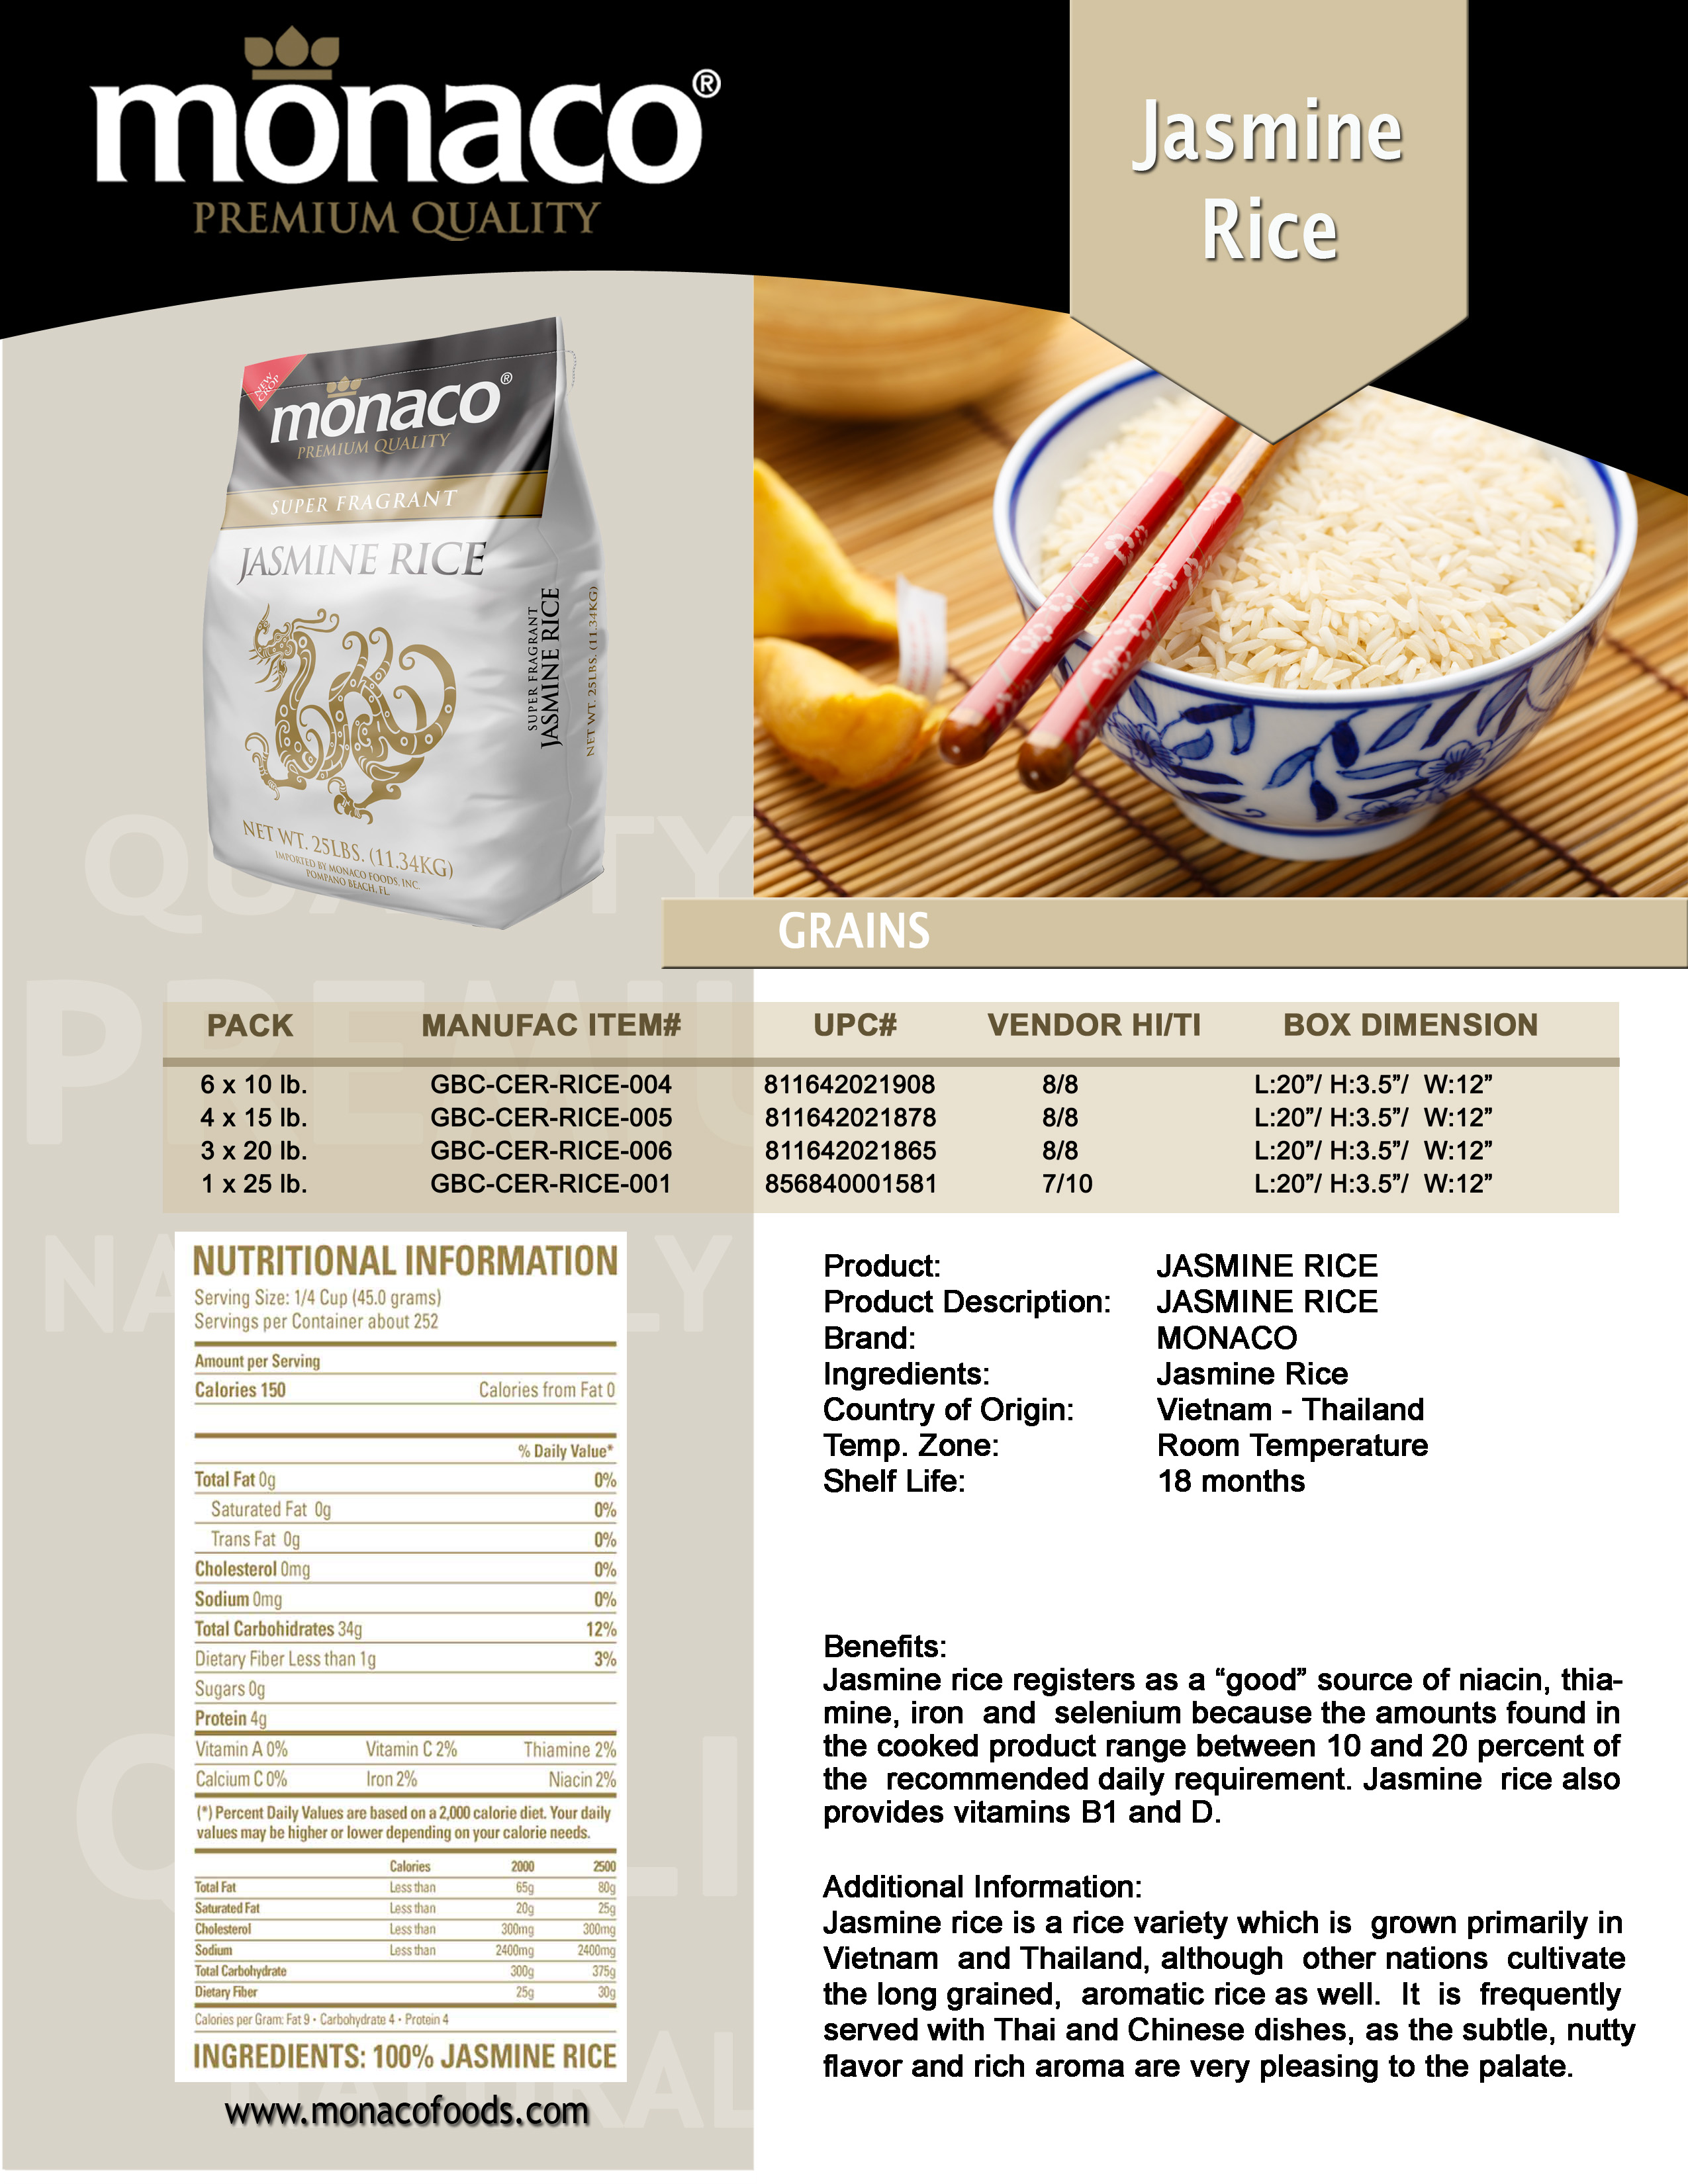 monaco®
PREMIUM QUALITY
Jasmine
Rice
NEW
CROP
monaco®
PREMIUM QUALITY
SUPER FRAGRANT
JASMINE RICE
SUPER FRAGRANT
JASMINE RICE
NET WT. 25LBS. (11.34KG)
NET WT. 25LBS. (11.34KG)
IMPORTED BY MONACO FOODS, INC.
POMPANO BEACH, FL
GRAINS
PACK MANUFAC ITEM# UPC# VENDOR HI/TI BOX DIMENSION
6 x 10 lb. GBC-CER-RICE-004 811642021908 8/8 L:20”/ H:3.5”/ W:12”
4 x 15 lb. GBC-CER-RICE-005 811642021878 8/8 L:20”/ H:3.5”/ W:12”
3 x 20 lb. GBC-CER-RICE-006 811642021865 8/8 L:20”/ H:3.5”/ W:12”
1 x 25 lb. GBC-CER-RICE-001 856840001581 7/10 L:20”/ H:3.5”/ W:12”
NUTRITIONAL INFORMATION
Serving Size: 1/4 Cup (45.0 grams)
Servings per Container about 252
Amount per Serving
Calories 150 Calories from Fat 0
% Daily Value*
Total Fat 0g 0%
Saturated Fat 0g 0%
Trans Fat 0g 0%
Cholesterol 0mg 0%
Sodium 0mg 0%
Total Carbohidrates 34g 12%
Dietary Fiber Less than 1g 3%
Sugars 0g
Protein 4g
Vitamin A 0% Vitamin C 2% Thiamine 2%
Calcium C 0% Iron 2% Niacin 2%
(*) Percent Daily Values are based on a 2,000 calorie diet. Your daily
values may be higher or lower depending on your calorie needs.
Calories 2000 2500
Total Fat Less than 65g 80g
Saturated Fat Less than 20g 25g
Cholesterol Less than 300mg 300mg
Sodium Less than 2400mg 2400mg
Total Carbohydrate 300g 375g
Dietary Fiber 25g 30g
Calories per Gram: Fat 9 • Carbohydrate 4 • Protein 4
INGREDIENTS: 100% JASMINE RICE
www.monacofoods.com
Product: JASMINE RICE
Product Description: JASMINE RICE
Brand: MONACO
Ingredients: Jasmine Rice
Country of Origin: Vietnam - Thailand
Temp. Zone: Room Temperature
Shelf Life: 18 months
Benefits:
Jasmine rice registers as a “good” source of niacin, thia-
mine, iron and selenium because the amounts found in
the cooked product range between 10 and 20 percent of
the recommended daily requirement. Jasmine rice also
provides vitamins B1 and D.
Additional Information:
Jasmine rice is a rice variety which is grown primarily in
Vietnam and Thailand, although other nations cultivate
the long grained, aromatic rice as well. It is frequently
served with Thai and Chinese dishes, as the subtle, nutty
flavor and rich aroma are very pleasing to the palate.